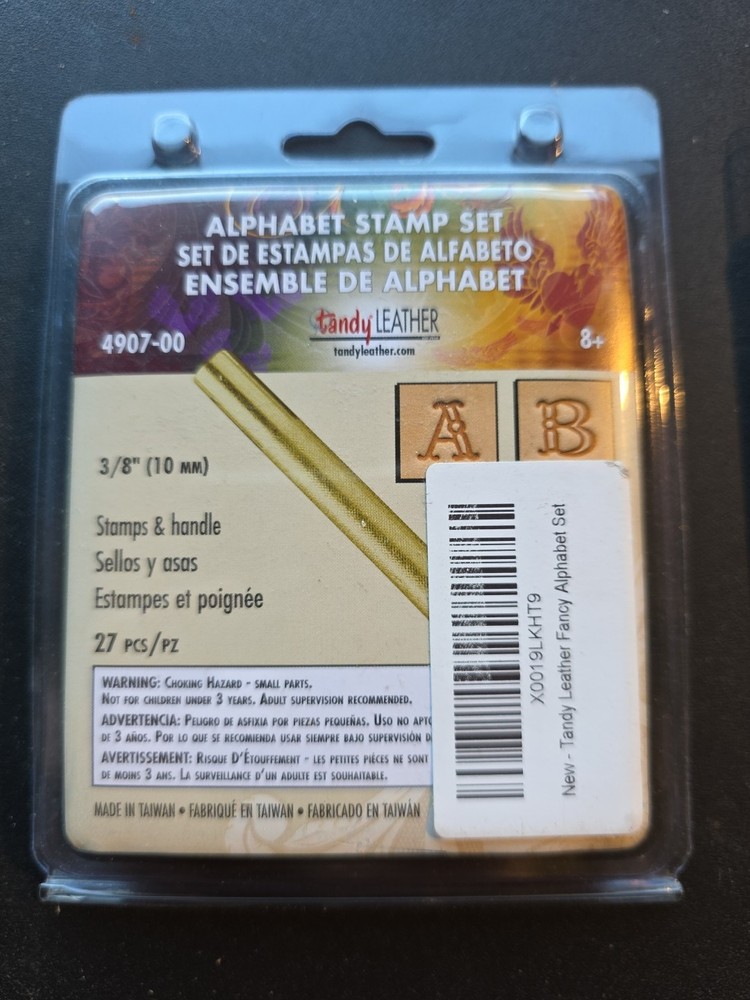 ALPHABET STAMP SET
SET DE ESTAMPAS DE ALFABETO
ENSEMBLE DE ALPHABET
tandy LEATHER
tandyleather.com
4907-00
8+
A B
3/8" (10 MM)
Stamps & handle
Sellos y asas
Estampes et poignée
27 PCS/PZ
WARNING: CHOKING HAZARD - SMALL PARTS.
NOT FOR CHILDREN UNDER 3 YEARS. ADULT SUPERVISION RECOMMENDED.
ADVERTENCIA: PELIGRO DE ASFIXIA POR PIEZAS PEQUEÑAS. USO NO
DE 3 AÑOS. POR LO QUE SE RECOMIENDA USAR SIEMPRE BAJO SUPERVISIÓN
AVERTISSEMENT: RISQUE D'ÉTOUFFEMENT - LES PETITES PIÈCES NE SONT
DE MOINS 3 ANS. LA SURVEILLANCE D'UN ADULTE EST SOUHAITABLE.
MADE IN TAIWAN • FABRIQUÉ EN TAIWAN • FABRICADO EN TAIWÁN
X0019LKHT9
New - Tandy Leather Fancy Alphabet Set